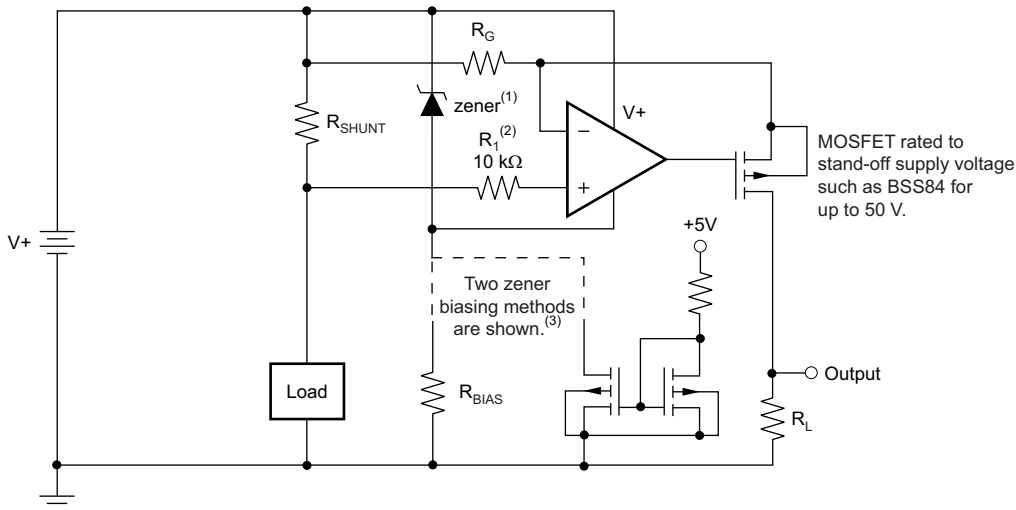 R_G
V+
zener(1)
R_SHUNT
R_1(2)
10 kΩ
−
+
MOSFET rated to
stand-off supply voltage
such as BSS84 for
up to 50 V.
V+
+5V
Two zener
biasing methods
are shown.(3)
Load
R_BIAS
Output
R_L